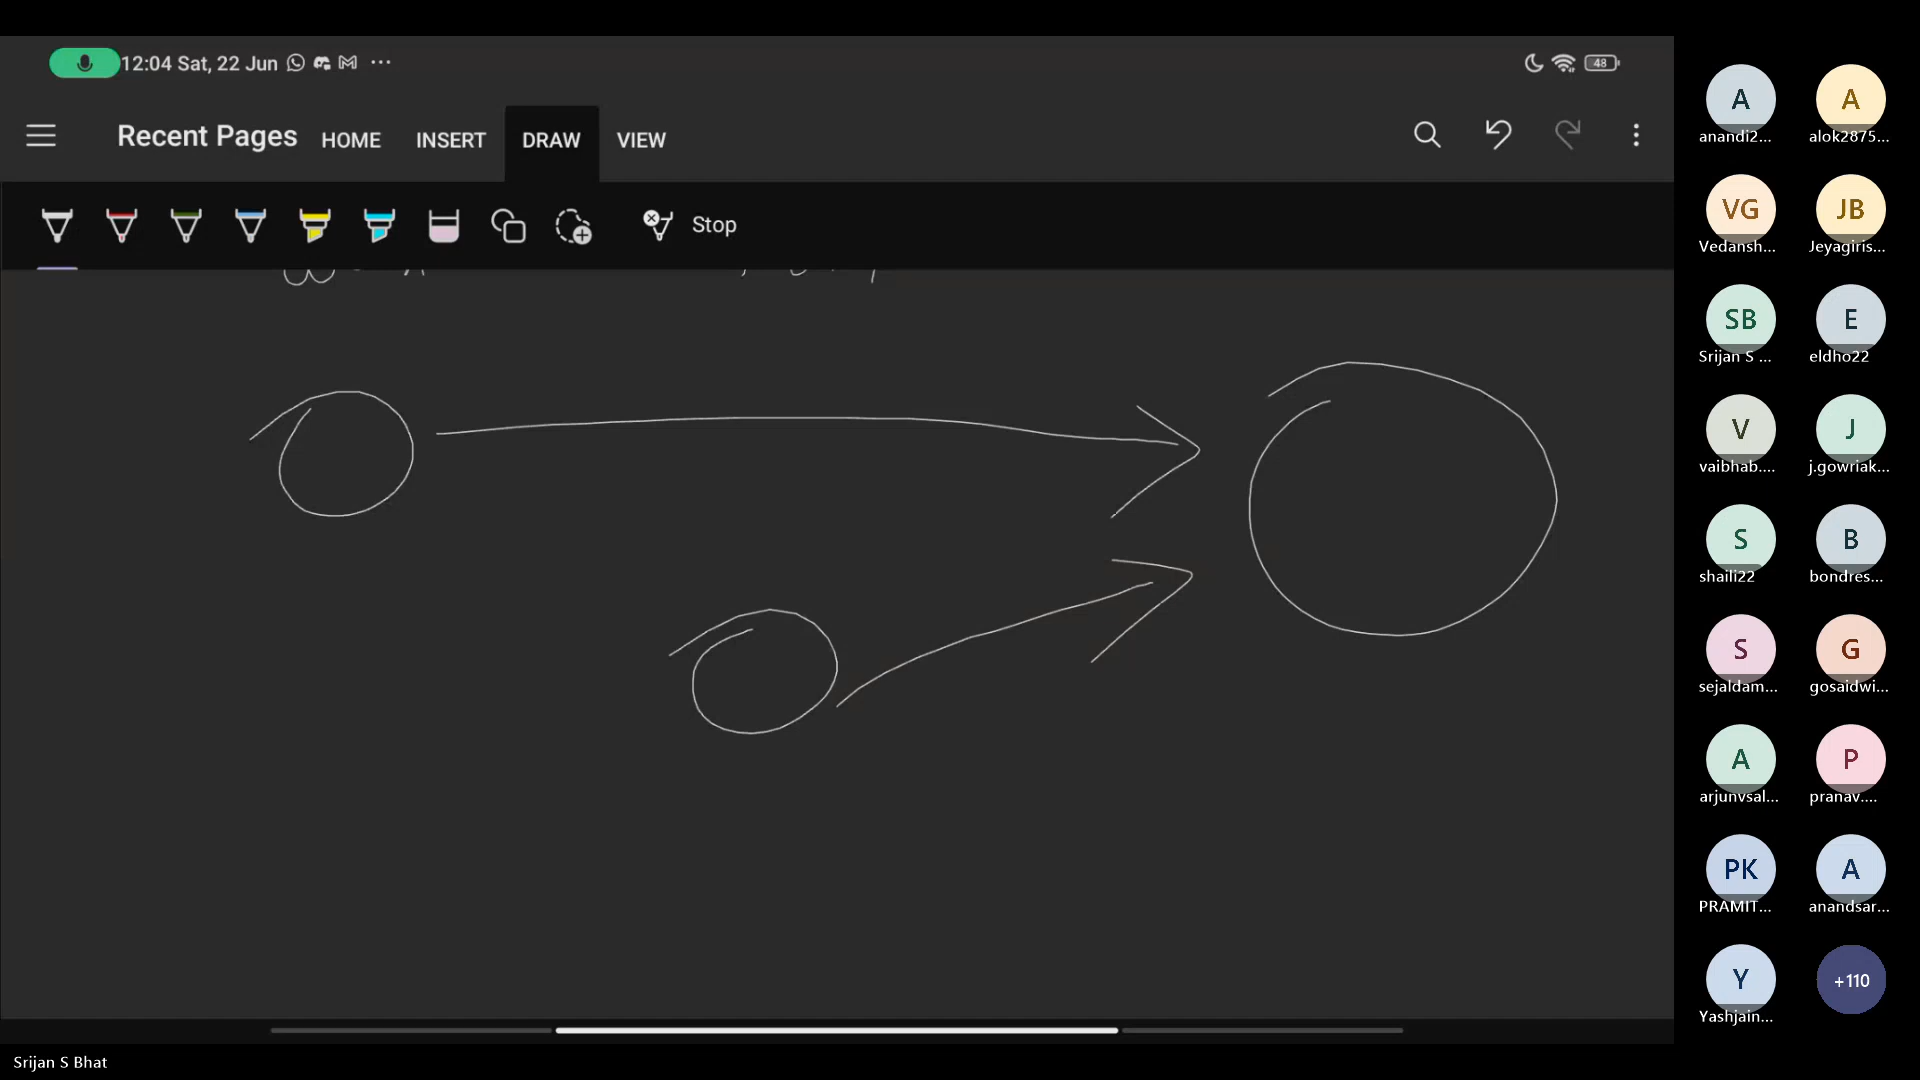 12:04 Sat, 22 Jun
48
Recent Pages HOME INSERT DRAW VIEW
Stop
A
anandi2...
A
alok2875...
VG
Vedansh...
JB
Jeyagiris...
SB
Srijan S ...
E
eldho22
V
vaibhab....
J
j.gowriak...
S
shaili22
B
bondres...
S
sejaldam...
G
gosaidwi...
A
arjunvsal...
P
pranav....
PK
PRAMIT...
A
anandsar...
Y
Yashjain...
+110
Srijan S Bhat